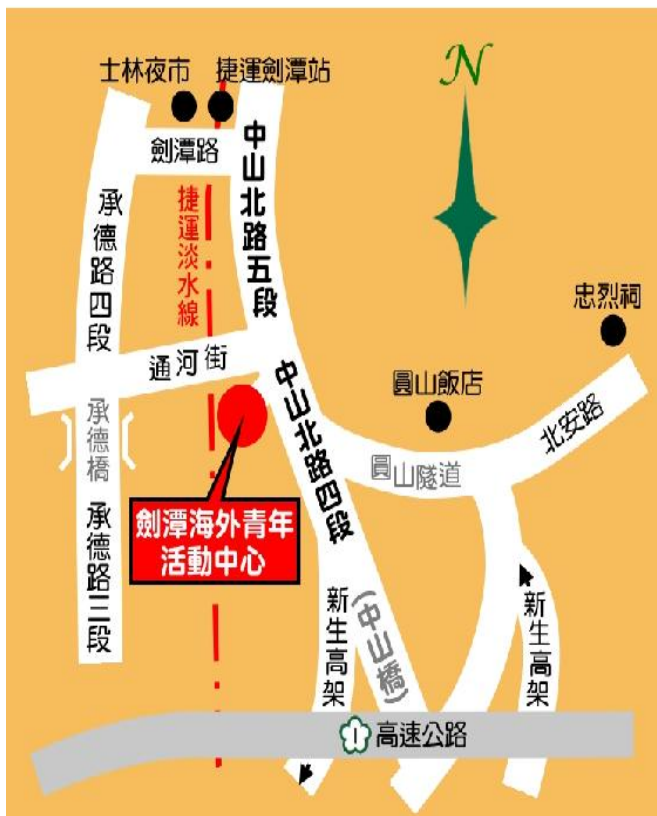 N
士林夜市
捷運劍潭站
劍潭路
中山北路五段
捷運淡水線
承德路四段
忠烈祠
通河街
圓山飯店
中山北路四段
北安路
承德橋
圓山隧道
劍潭海外青年
活動中心
承德路三段
新生高架
(中山橋)
新生高架
1
高速公路